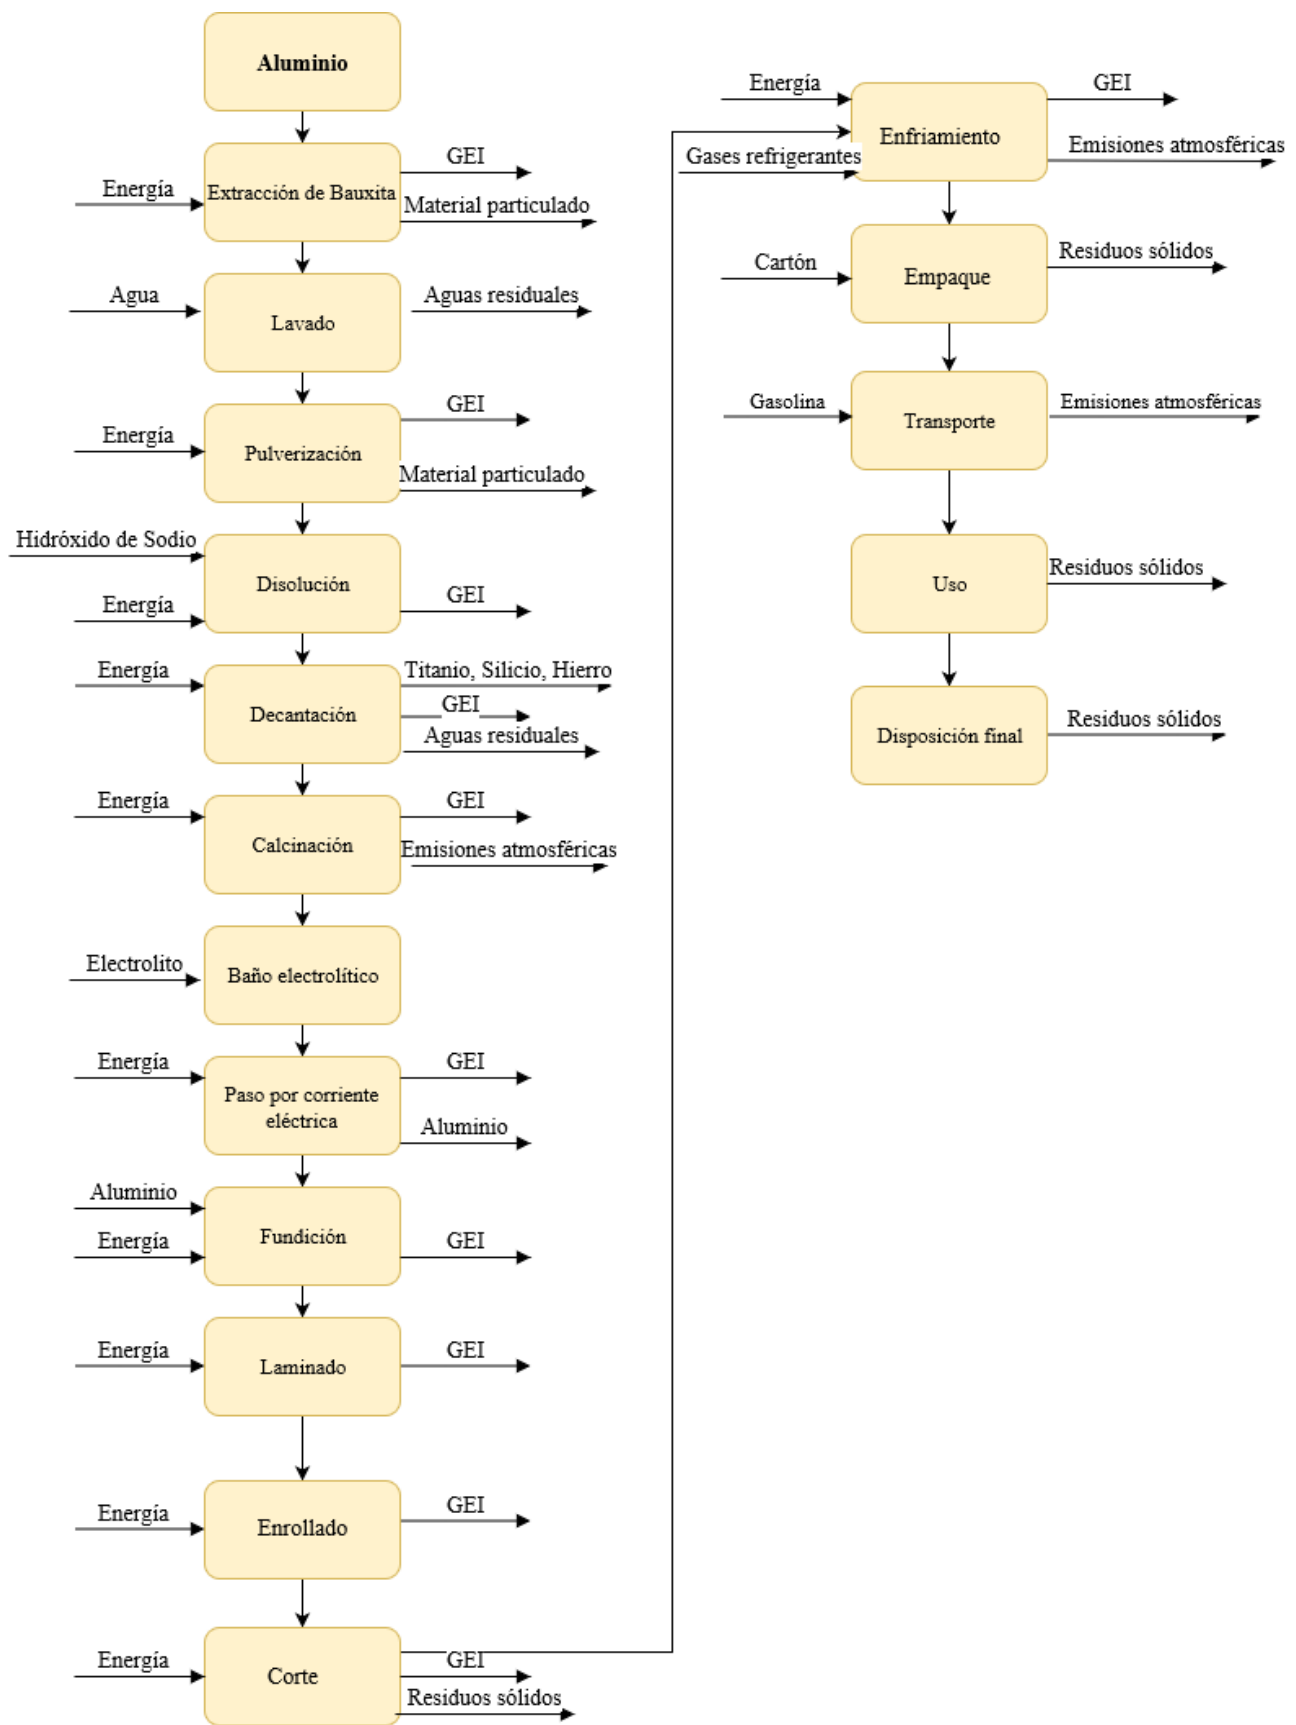 Aluminio
GEI
Energía
Extracción de Bauxita
Material particulado
Agua
Aguas residuales
Lavado
GEI
Energía
Pulverización
Material particulado
Hidróxido de Sodio
Disolución
Energía
GEI
Energía
Titanio, Silicio, Hierro
Decantación
GEI
Aguas residuales
Energía
GEI
Calcinación
Emisiones atmosféricas
Electrolito
Baño electrolítico
Energía
GEI
Paso por corriente
eléctrica
Aluminio
Aluminio
Energía
Fundición
GEI
Energía
Laminado
GEI
Energía
Enrollado
GEI
Energía
Corte
GEI
Residuos sólidos
Energía
GEI
Enfriamiento
Gases refrigerantes
Emisiones atmosféricas
Cartón
Empaque
Residuos sólidos
Gasolina
Transporte
Emisiones atmosféricas
Uso
Residuos sólidos
Disposición final
Residuos sólidos